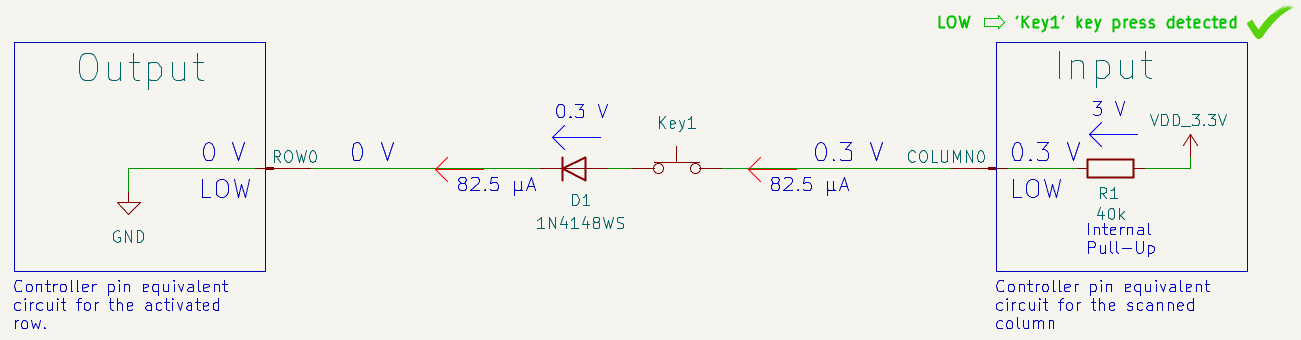 LOW ⇨ 'Key1' key press detected
Output
Input
0.3 V
3 V
Key1
VDD_3.3V
0 V
ROW0
0 V
0.3 V
COLUMN0
0.3 V
LOW
82.5 µA
82.5 µA
LOW
D1
R1
1N4148WS
40k
GND
Internal
Pull-Up
Controller pin equivalent
circuit for the activated
row.
Controller pin equivalent
circuit for the scanned
column